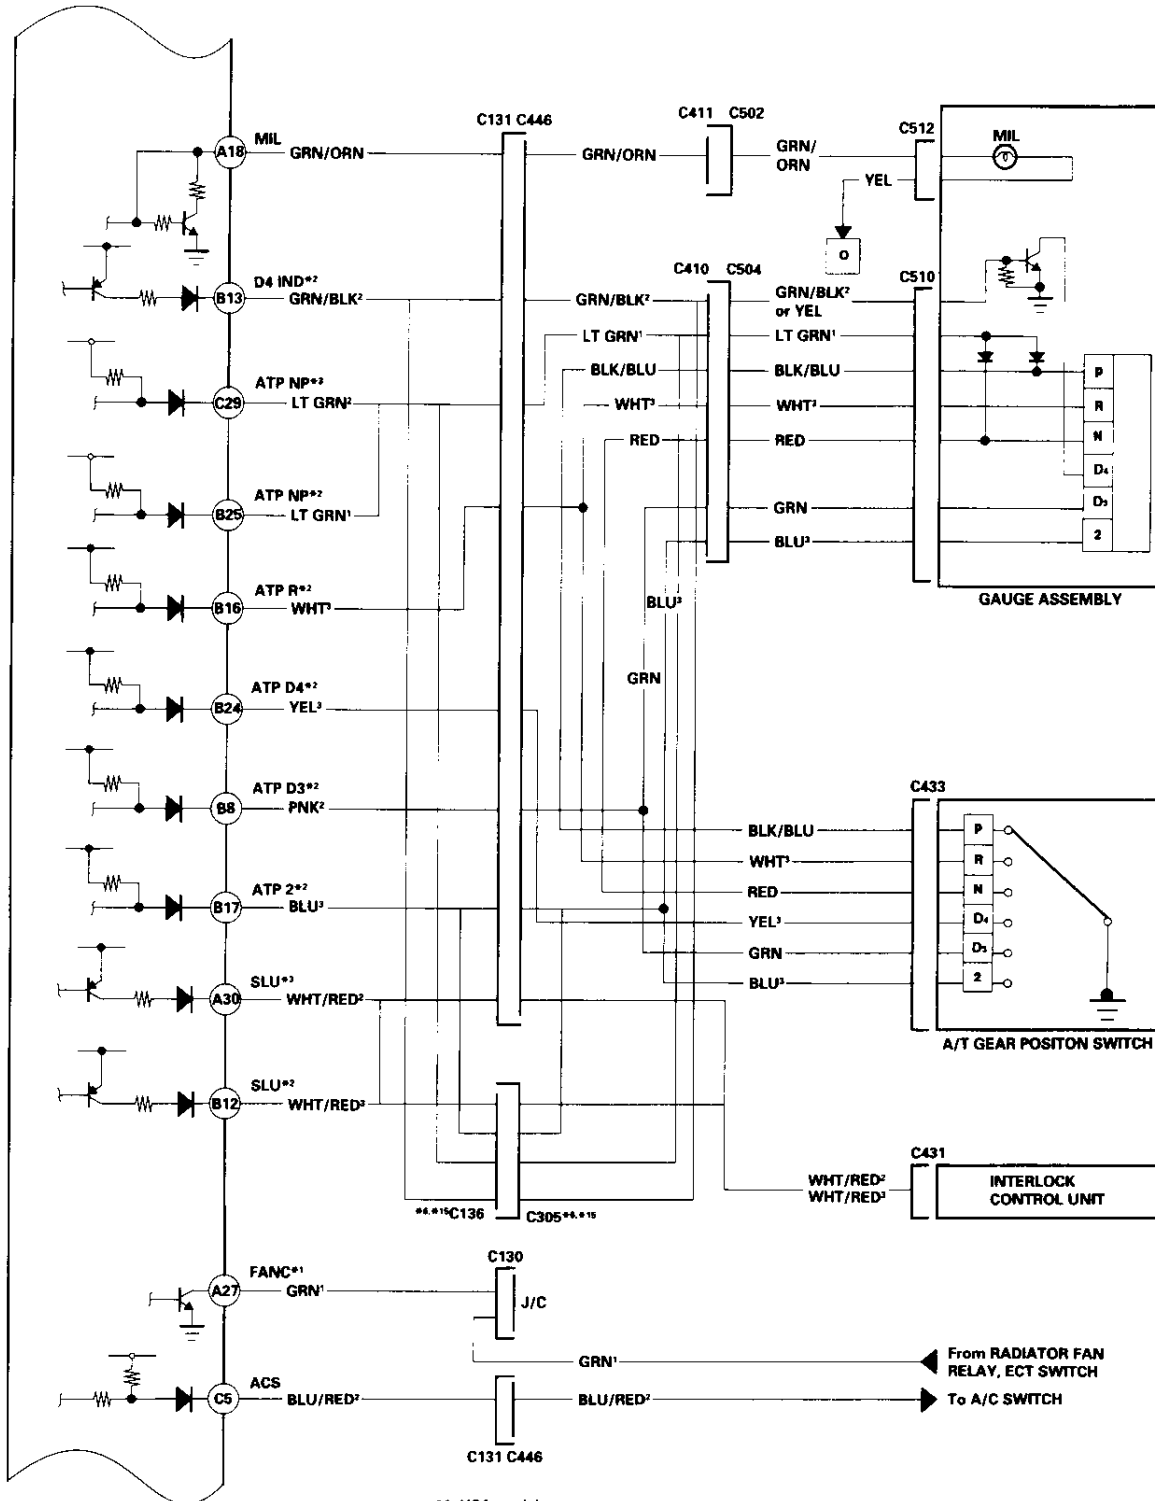 C131 C446
C411 C502
C512
MIL
A18
MIL
GRN/ORN
GRN/ORN
GRN/
ORN
YEL
O
D4 IND*2
B13
GRN/BLK2
GRN/BLK2
C410 C504
GRN/BLK2
or YEL
C510
LT GRN1
LT GRN1
BLK/BLU
BLK/BLU
P
ATP NP*3
C29
LT GRN2
WHT3
WHT3
R
RED
RED
N
D4
ATP NP*2
B25
LT GRN1
GRN
D3
BLU3
2
GAUGE ASSEMBLY
ATP R*2
B16
WHT3
BLU3
GRN
ATP D4*2
B24
YEL3
ATP D3*2
B8
PNK2
C433
BLK/BLU
P
WHT3
R
RED
N
YEL3
D4
GRN
D3
BLU3
2
A/T GEAR POSITON SWITCH
ATP 2*2
B17
BLU3
SLU*3
A30
WHT/RED2
SLU*2
B12
WHT/RED3
C431
WHT/RED2
WHT/RED3
INTERLOCK
CONTROL UNIT
*6,*15C136
C305*6,*15
FANC*1
A27
GRN1
C130
J/C
GRN1
From RADIATOR FAN
RELAY, ECT SWITCH
ACS
C5
BLU/RED2
BLU/RED2
To A/C SWITCH
C131 C446